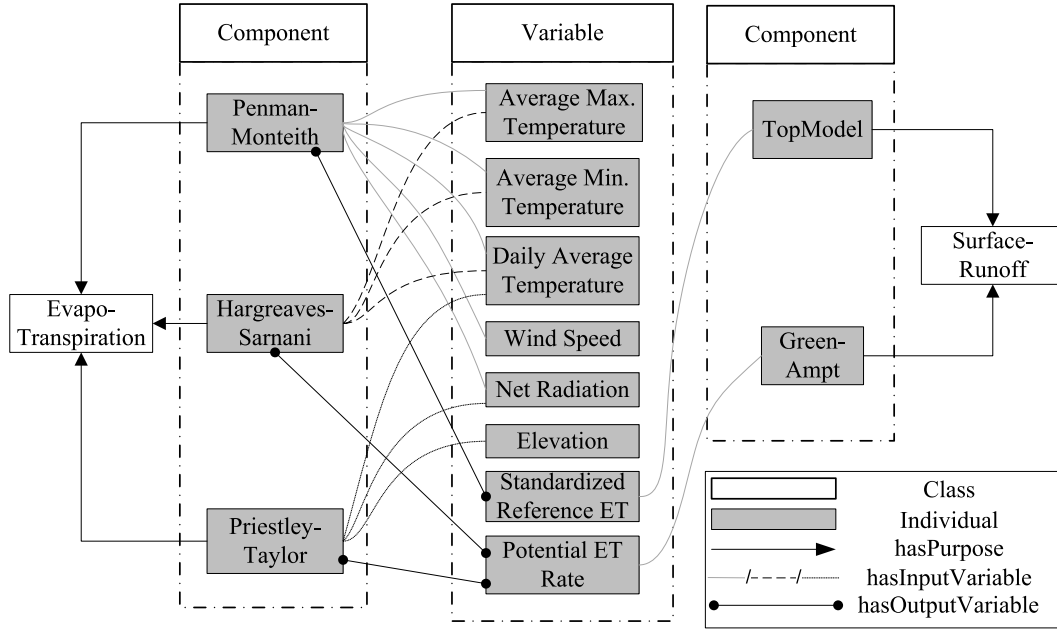 Component
Variable
Component
Penman-
Monteith
Average Max.
Temperature
TopModel
Average Min.
Temperature
Daily Average
Temperature
Surface-
Runoff
Evapo-
Transpiration
Hargreaves-
Sarnani
Wind Speed
Green-
Ampt
Net Radiation
Elevation
Standardized
Reference ET
Priestley-
Taylor
Potential ET
Rate
Class
Individual
hasPurpose
/ /
hasInputVariable
hasOutputVariable